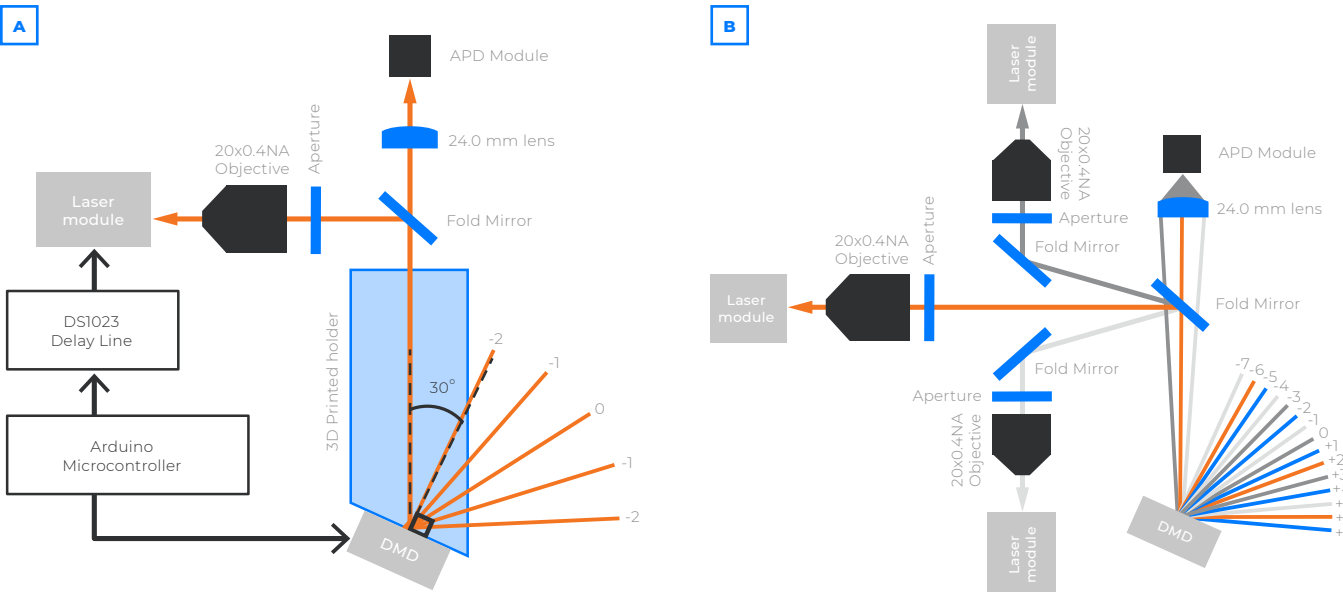 A
APD Module
24.0 mm lens
Aperture
20x0.4NA
Objective
Laser
module
Fold Mirror
DS1023
Delay Line
Arduino
Microcontroller
3D Printed holder
30°
-2
-1
0
-1
-2
DMD
B
Laser
module
20x0.4NA
Objective
APD Module
24.0 mm lens
Aperture
Fold Mirror
20x0.4NA
Objective
Aperture
Laser
module
Fold Mirror
Fold Mirror
Aperture
20x0.4NA
Objective
Laser
module
-7
-6
-5
-4
-3
-2
-1
0
+1
+2
DMD